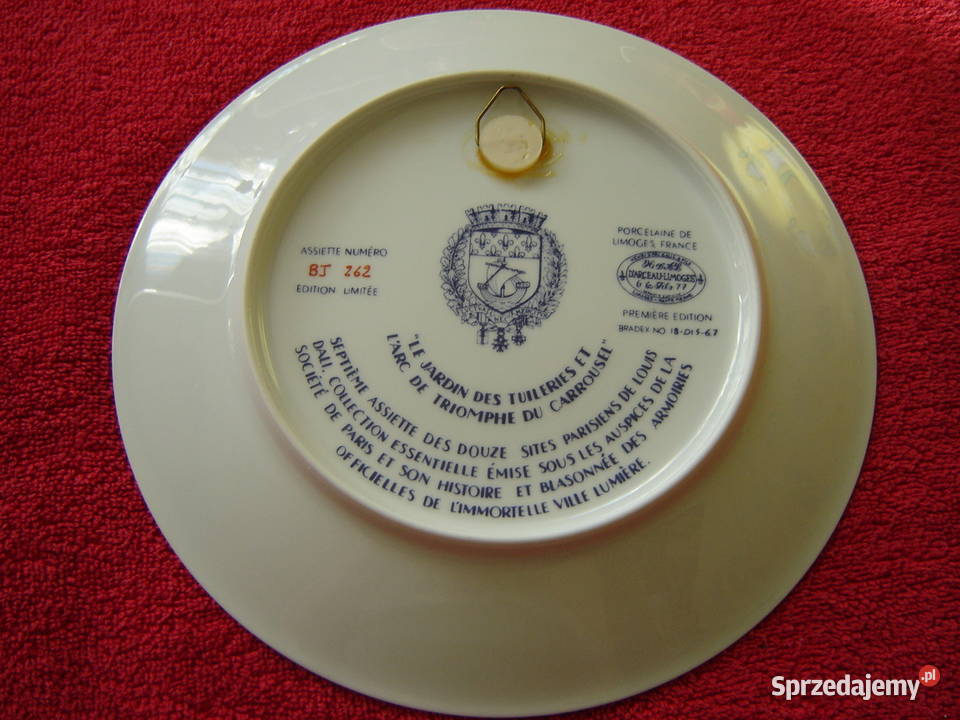 ASSIETTE NUMÉRO
BJ 262
EDITION LIMITÉE
PORCELAINE DE
LIMOGES, FRANCE
D'ARCEAU-LIMOGES
PREMIÈRE EDITION
BRADEX NO 18-D15-6.7
"LE JARDIN DES TUILERIES ET
L'ARC DE TRIOMPHE DU CARROUSEL"
SEPTIÈME ASSIETTE DES DOUZE SITES PARISIENS DE LOUIS
DALI, COLLECTION ESSENTIELLE ÉMISE SOUS LES AUSPICES DE LA
SOCIÉTÉ DE PARIS ET SON HISTOIRE ET BLASONNÉE DES ARMOIRIES
OFFICIELLES DE L'IMMORTELLE VILLE LUMIÈRE.
Sprzedajemy.pl